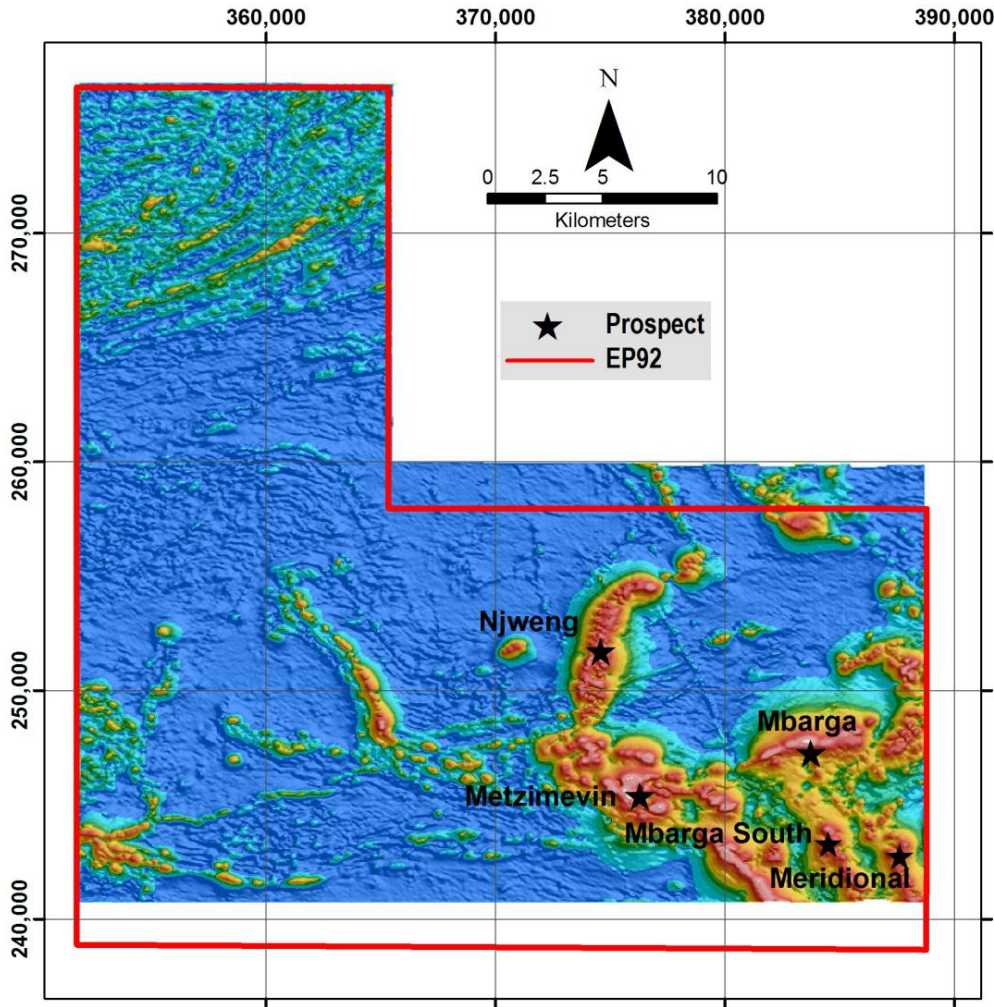 360,000 370,000 380,000 390,000
N
0 2.5 5 10
Kilometers
270,000
Prospect
EP92
260,000
Njweng
250,000
Mbarga
Metzimevin
Mbarga South
Meridional
240,000